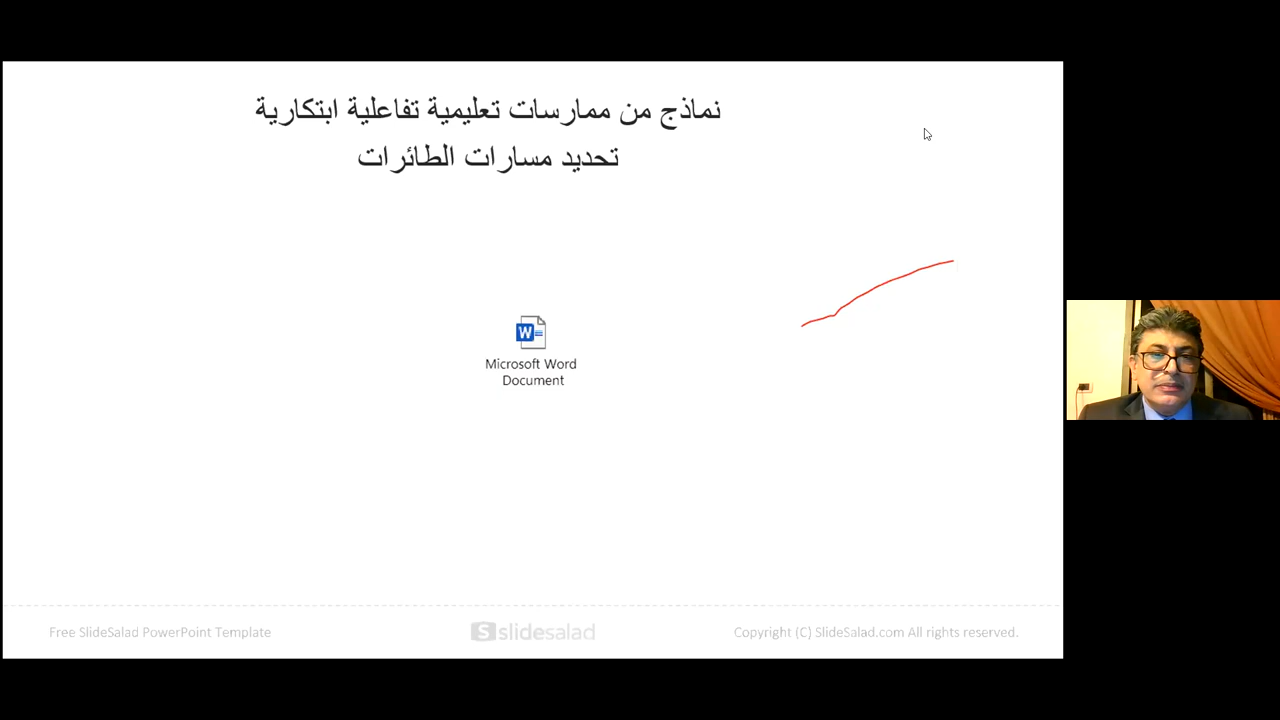 نماذج من ممارسات تعليمية تفاعلية ابتكارية
تحديد مسارات الطائرات
W
Microsoft Word
Document
Free SlideSalad PowerPoint Template
S slidesalad
Copyright (C) SlideSalad.com All rights reserved.